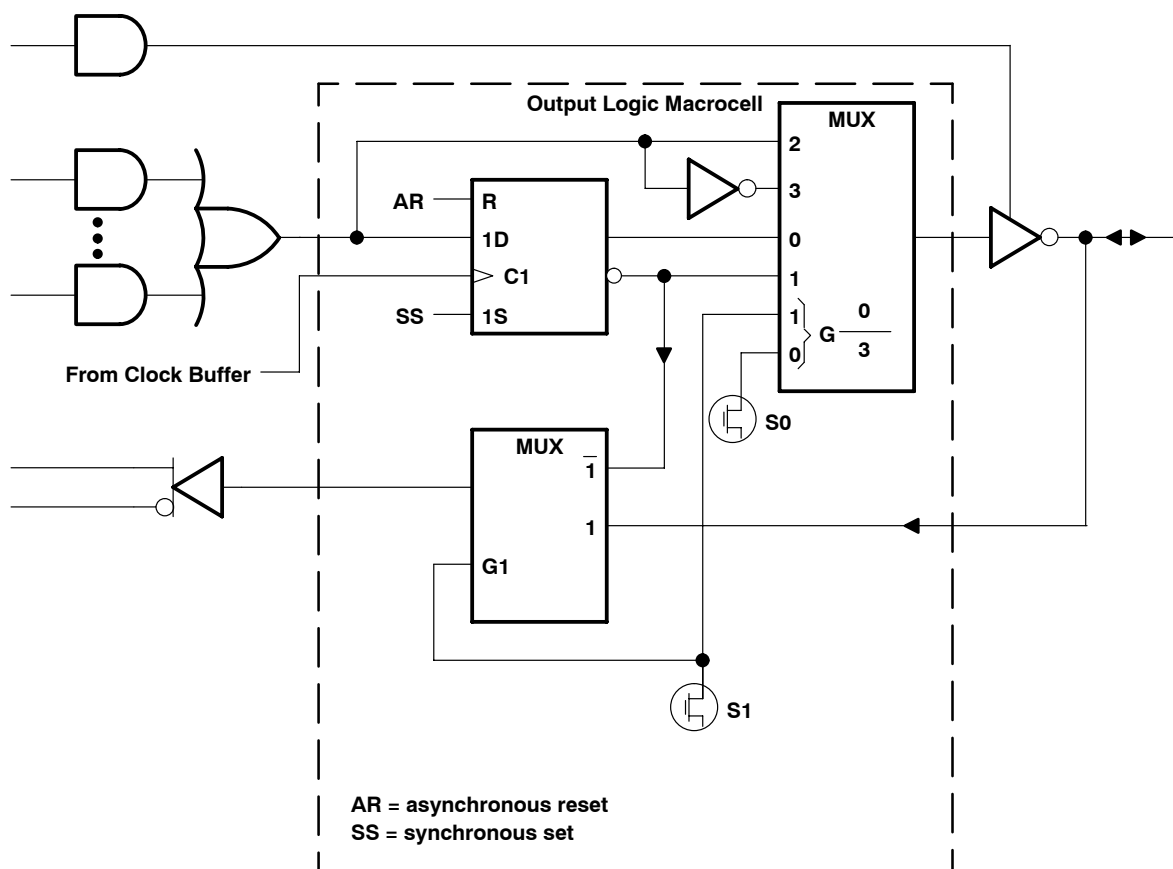 Output Logic Macrocell
MUX
2
3
0
1
1
0
G 0
3
AR
R
1D
C1
SS
1S
From Clock Buffer
S0
MUX
1
1
G1
S1
AR = asynchronous reset
SS = synchronous set